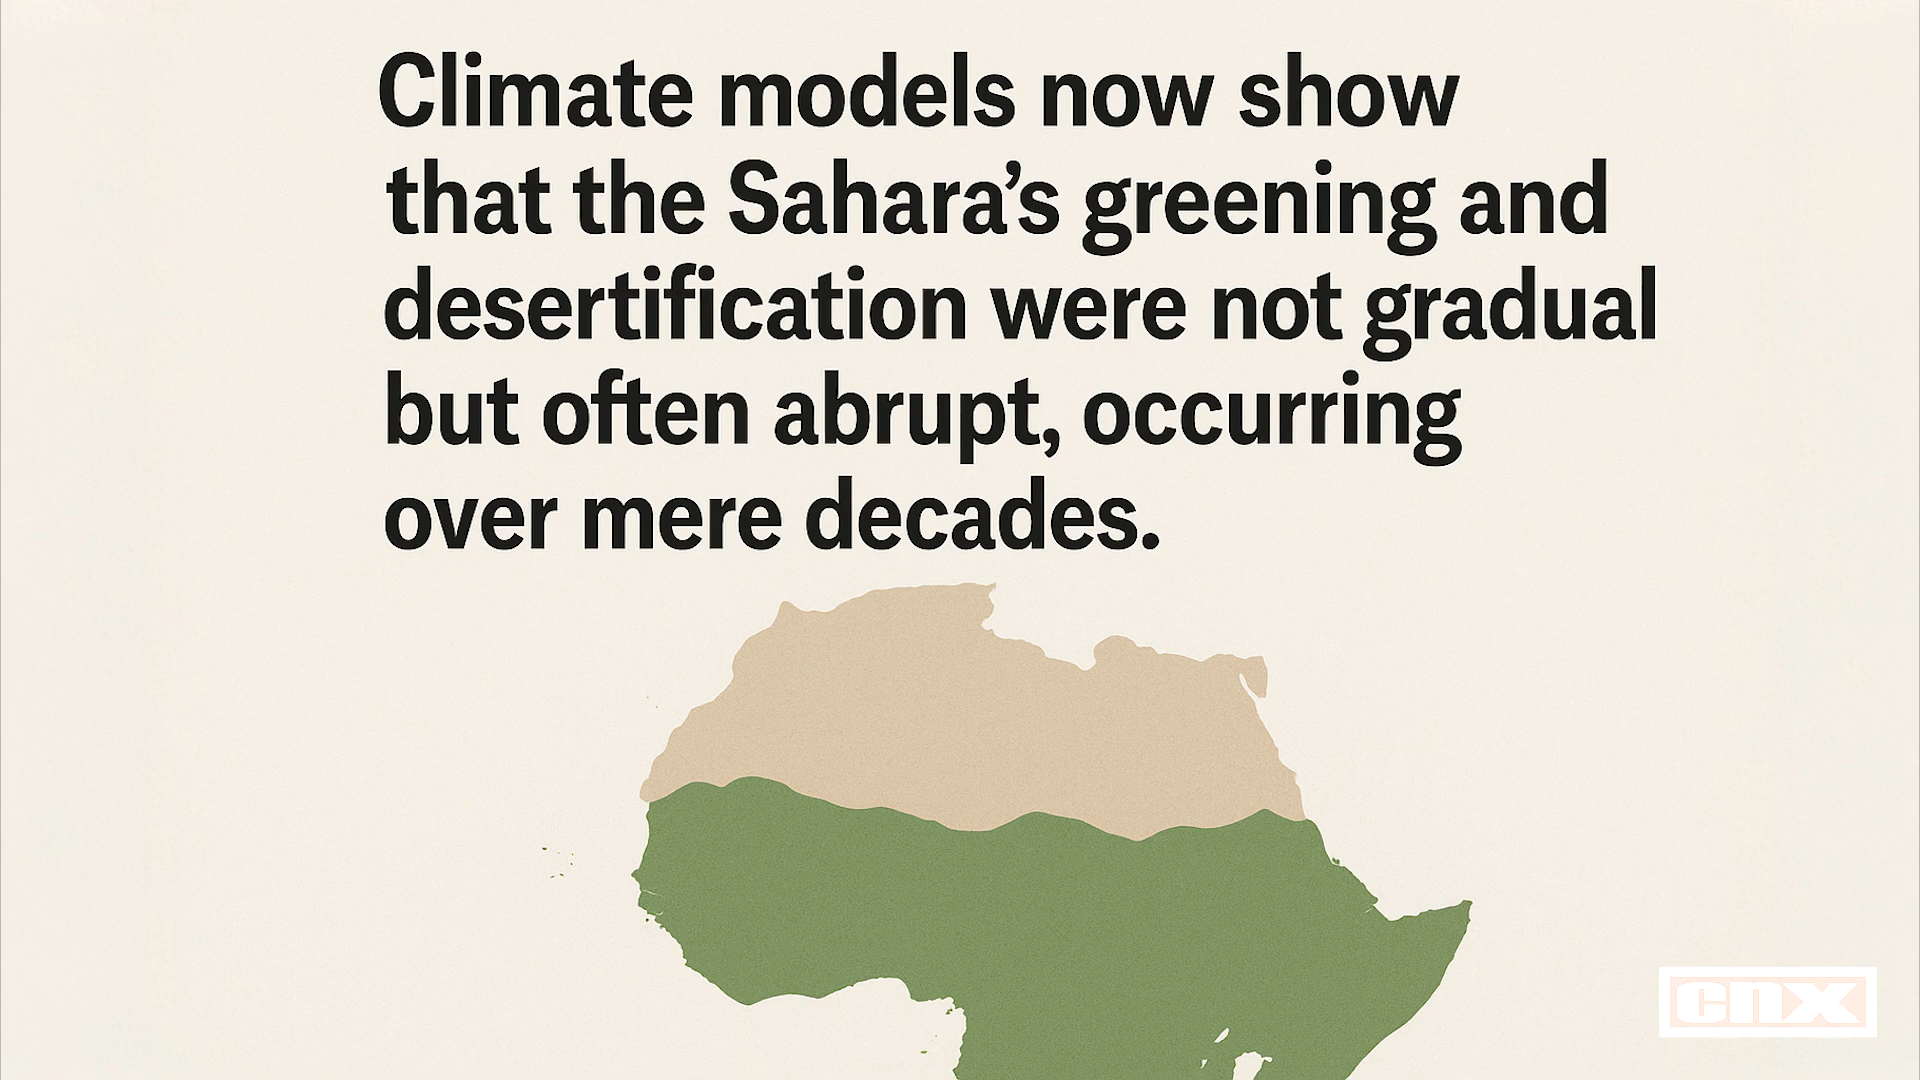 Climate models now show
that the Sahara’s greening and
desertification were not gradual
but often abrupt, occurring
over mere decades.
cnx